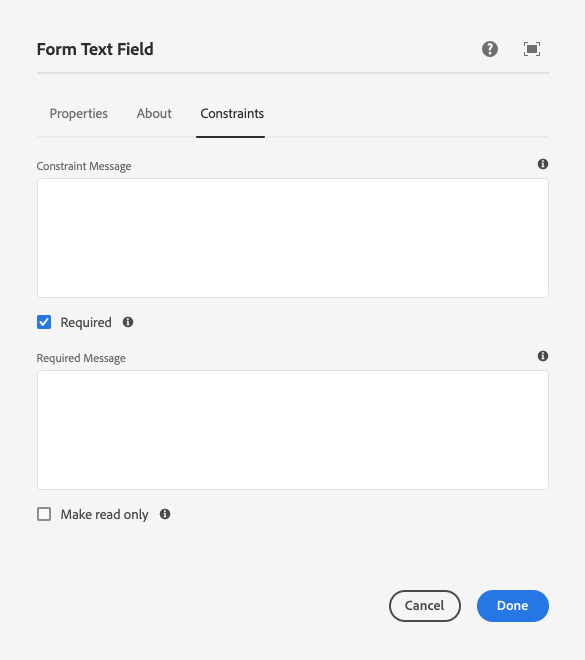 Form Text Field
Properties About Constraints
Constraint Message
Required
Required Message
Make read only
Cancel Done